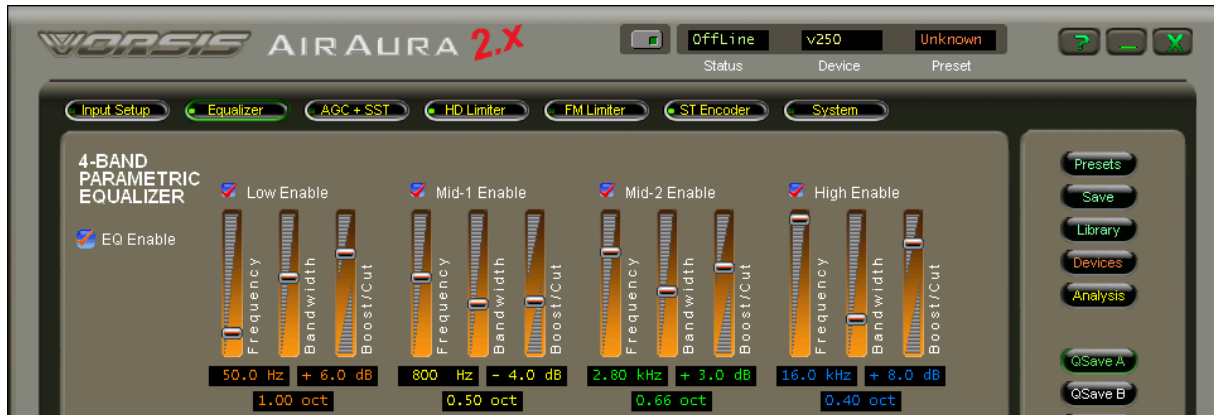 VORSIS AIRAURA 2.X
OffLine v250 Unknown
Status Device Preset
? _ X
Input Setup Equalizer AGC + SST HD Limiter FM Limiter ST Encoder System
4-BAND
PARAMETRIC
EQUALIZER
EQ Enable
Low Enable Mid-1 Enable Mid-2 Enable High Enable
Frequency Bandwidth Boost/Cut Frequency Bandwidth Boost/Cut Frequency Bandwidth Boost/Cut Frequency Bandwidth Boost/Cut
50.0 Hz + 6.0 dB 800 Hz - 4.0 dB 2.80 kHz + 3.0 dB 16.0 kHz + 8.0 dB
1.00 oct 0.50 oct 0.66 oct 0.40 oct
Presets
Save
Library
Devices
Analysis
QSave A
QSave B